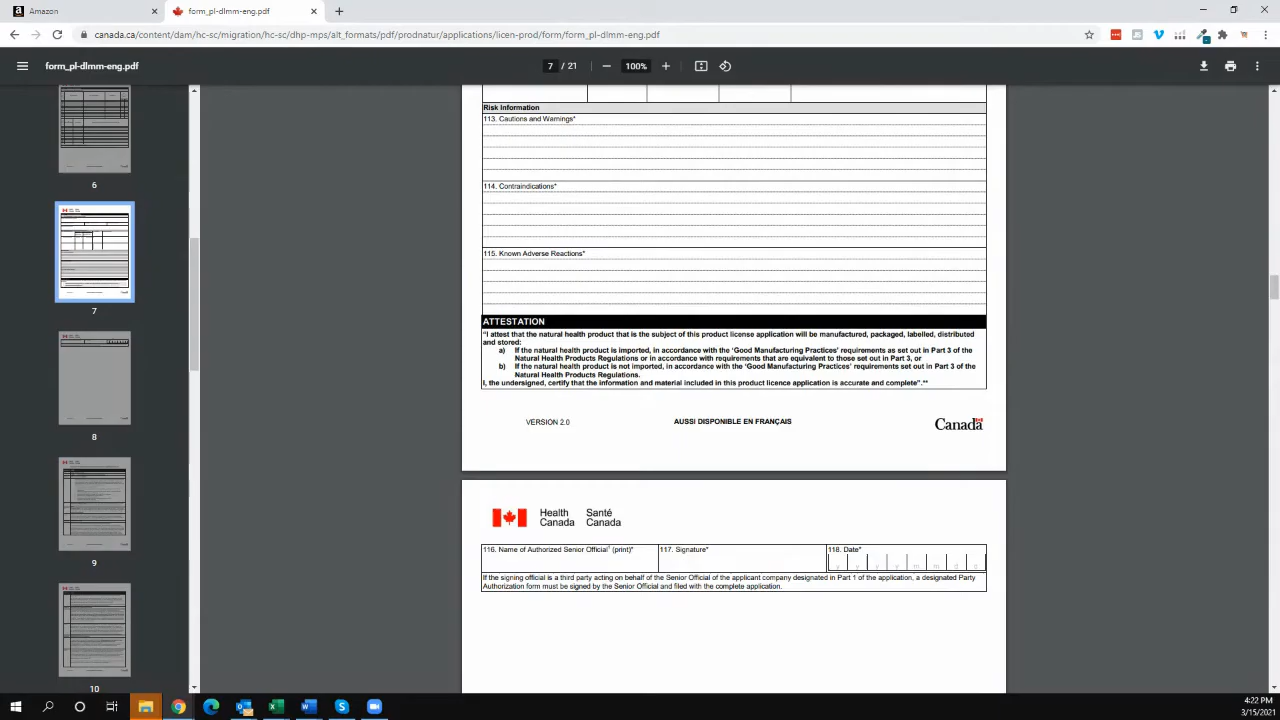 Amazon
form_pl-dlmm-eng.pdf
canada.ca/content/dam/hc-sc/migration/hc-sc/dhp-mps/alt_formats/pdf/prodnatur/applications/licen-prod/form/form_pl-dlmm-eng.pdf
form_pl-dlmm-eng.pdf
7 / 21
100%
6
7
8
9
10
Risk Information
113. Cautions and Warnings*
114. Contraindications*
115. Known Adverse Reactions*
ATTESTATION
"I attest that the natural health product that is the subject of this product license application will be manufactured, packaged, labelled, distributed
and stored:
a) If the natural health product is imported, in accordance with the 'Good Manufacturing Practices' requirements as set out in Part 3 of the
Natural Health Products Regulations or in accordance with requirements that are equivalent to those set out in Part 3, or
b) If the natural health product is not imported, in accordance with the 'Good Manufacturing Practices' requirements set out in Part 3 of the
Natural Health Products Regulations.
I, the undersigned, certify that the information and material included in this product licence application is accurate and complete".**
VERSION 2.0
AUSSI DISPONIBLE EN FRANÇAIS
Canada
Health Santé
Canada Canada
116. Name of Authorized Senior Official¹ (print)*
117. Signature*
118. Date*
y y y y m m d d
If the signing official is a third party acting on behalf of the Senior Official of the applicant company designated in Part 1 of the application, a designated Party
Authorization form must be signed by the Senior Official and filed with the complete application.
4:22 PM
3/15/2021